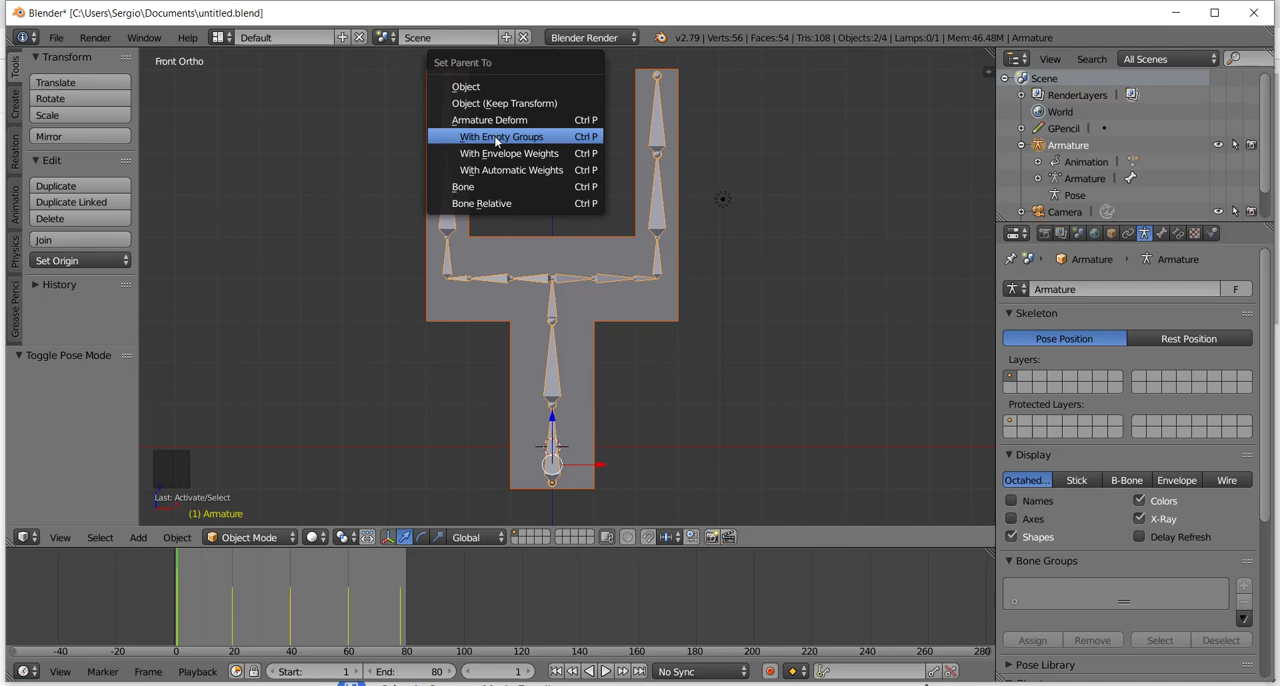 Blender* [C:\Users\Sergio\Documents\untitled.blend]
File Render Window Help Default Scene Blender Render v2.79 | Verts:56 | Faces:54 | Tris:108 | Objects:2/4 | Lamps:0/1 | Mem:46.48M | Armature
Tools
Create
Relation
Animation
Physics
Grease Penci
Transform
Translate
Rotate
Scale
Mirror
Edit
Duplicate
Duplicate Linked
Delete
Join
Set Origin
History
Toggle Pose Mode
Front Ortho
Set Parent To
Object
Object (Keep Transform)
Armature Deform Ctrl P
With Empty Groups Ctrl P
With Envelope Weights Ctrl P
With Automatic Weights Ctrl P
Bone Ctrl P
Bone Relative Ctrl P
Last: Activate/Select
(1) Armature
View Select Add Object Object Mode Global
-40 -20 0 20 40 60 80 100 120 140 160 180 200 220 240 260 280
View Marker Frame Playback Start: 1 End: 80 1 No Sync
View Search All Scenes
Scene
RenderLayers
World
GPencil
Armature
Animation
Armature
Pose
Camera
Armature Armature
Armature F
Skeleton
Pose Position Rest Position
Layers:
Protected Layers:
Display
Octahed... Stick B-Bone Envelope Wire
Names Colors
Axes X-Ray
Shapes Delay Refresh
Bone Groups
Assign Remove Select Deselect
Pose Library